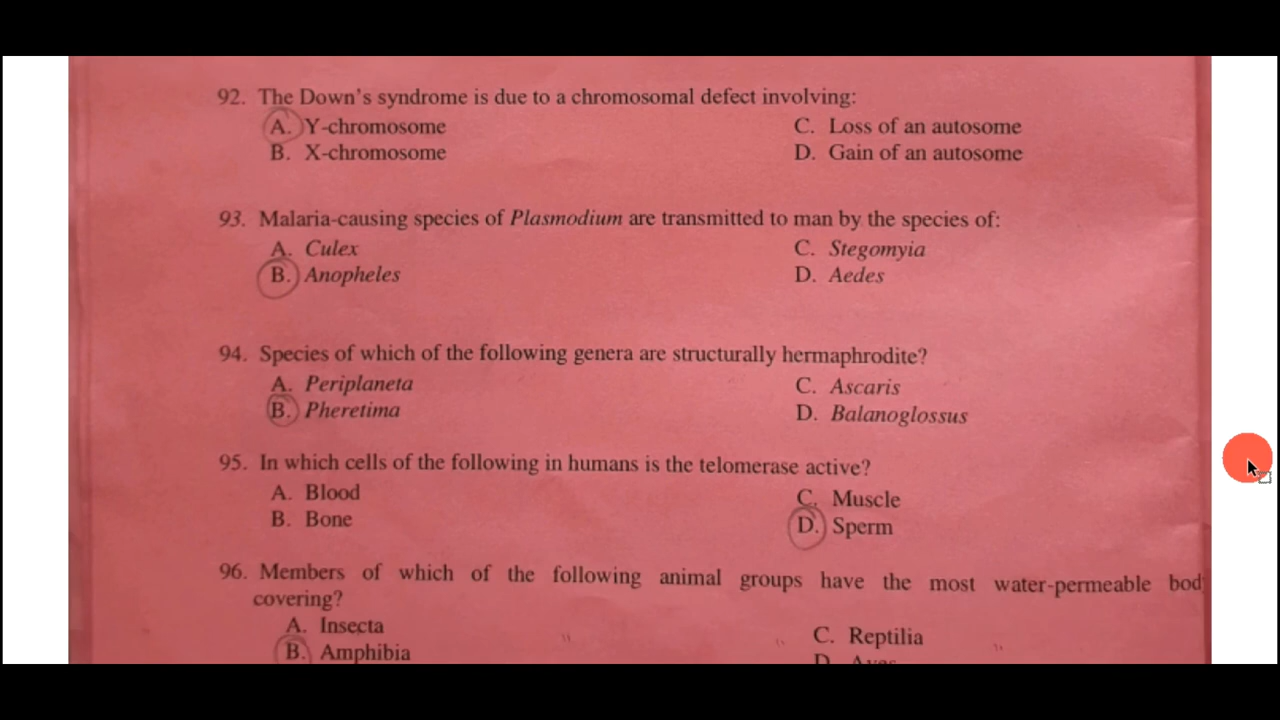 92. The Down's syndrome is due to a chromosomal defect involving:
A. Y-chromosome
C. Loss of an autosome
B. X-chromosome
D. Gain of an autosome
93. Malaria-causing species of Plasmodium are transmitted to man by the species of:
A. Culex
C. Stegomyia
B. Anopheles
D. Aedes
94. Species of which of the following genera are structurally hermaphrodite?
A. Periplaneta
C. Ascaris
B. Pheretima
D. Balanoglossus
95. In which cells of the following in humans is the telomerase active?
A. Blood
C. Muscle
B. Bone
D. Sperm
96. Members of which of the following animal groups have the most water-permeable bod
covering?
A. Insecta
C. Reptilia
B. Amphibia
D. Aves